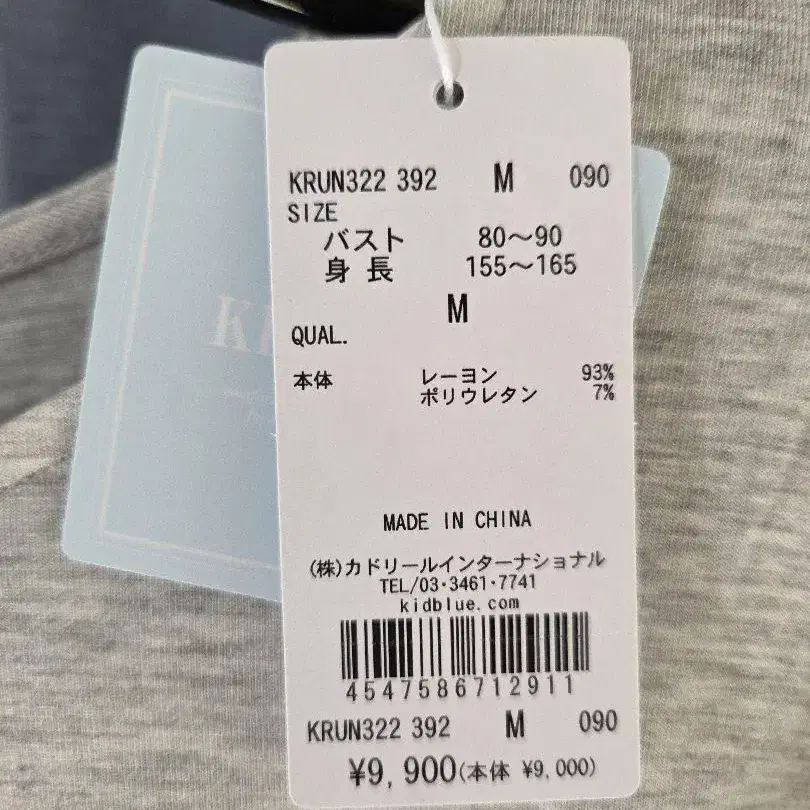 KRUN322 392 M 090
SIZE
バスト 80～90
身長 155～165
M
QUAL.
本体 レーヨン 93%
ポリウレタン 7%
MADE IN CHINA
(株)カドリールインターナショナル
TEL/03･3461･7741
kidblue.com
4547586712911
KRUN322 392 M 090
¥9,900(本体 ¥9,000)